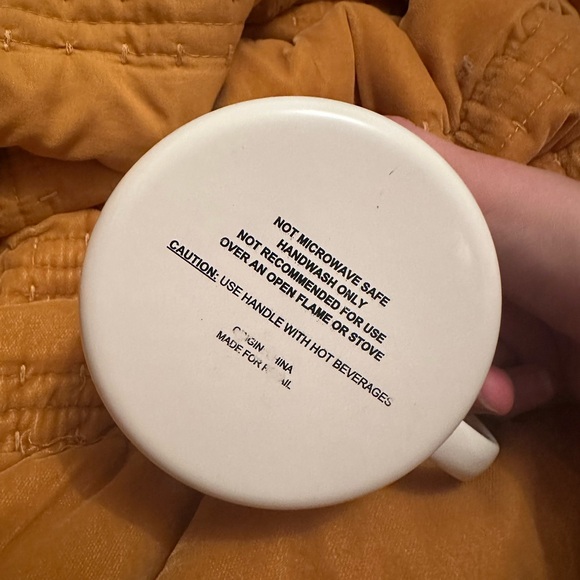 NOT MICROWAVE SAFE
HANDWASH ONLY
NOT RECOMMENDED FOR USE
OVER AN OPEN FLAME OR STOVE
CAUTION: USE HANDLE WITH HOT BEVERAGES
MADE FOR